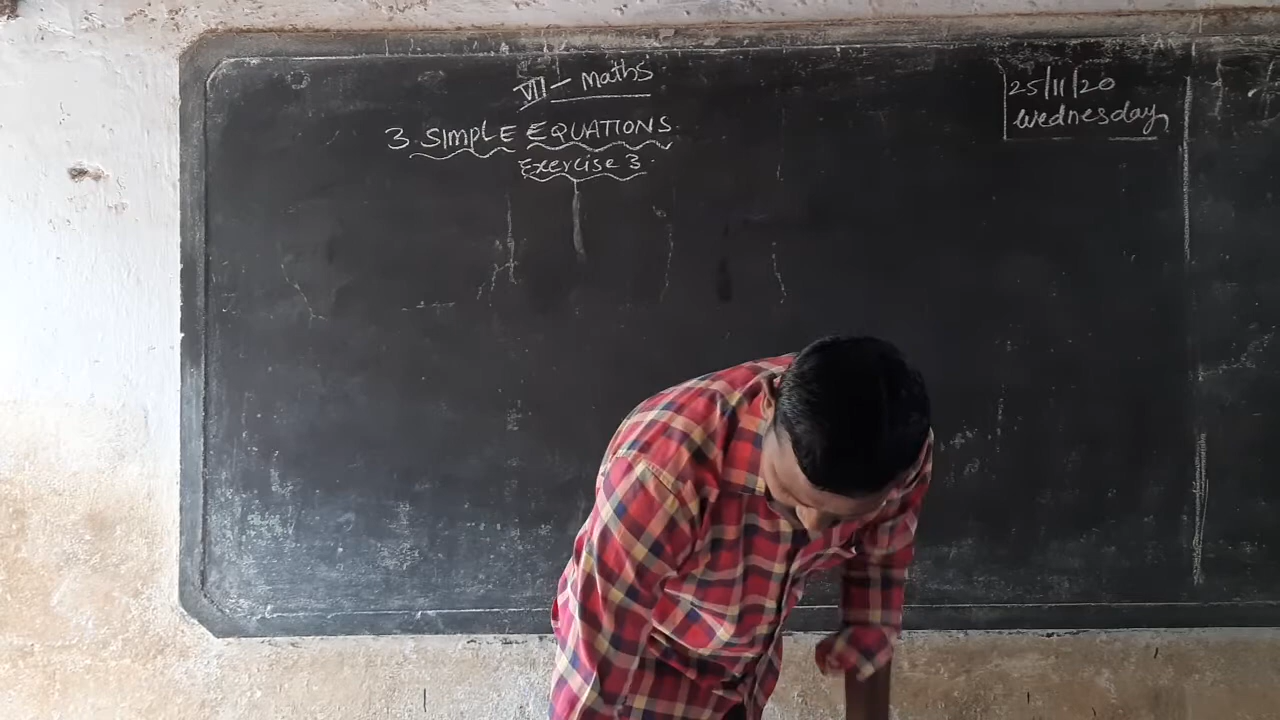 VII - Maths
3. SIMPLE EQUATIONS
Exercise 3.
25/11/20
Wednesday